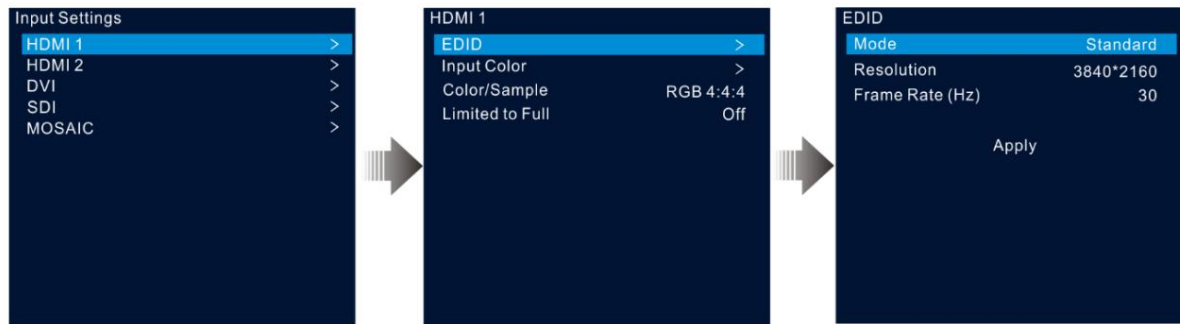 Input Settings
HDMI 1 >
HDMI 2 >
DVI >
SDI >
MOSAIC >
HDMI 1
EDID >
Input Color >
Color/Sample RGB 4:4:4
Limited to Full Off
EDID
Mode Standard
Resolution 3840*2160
Frame Rate (Hz) 30
Apply